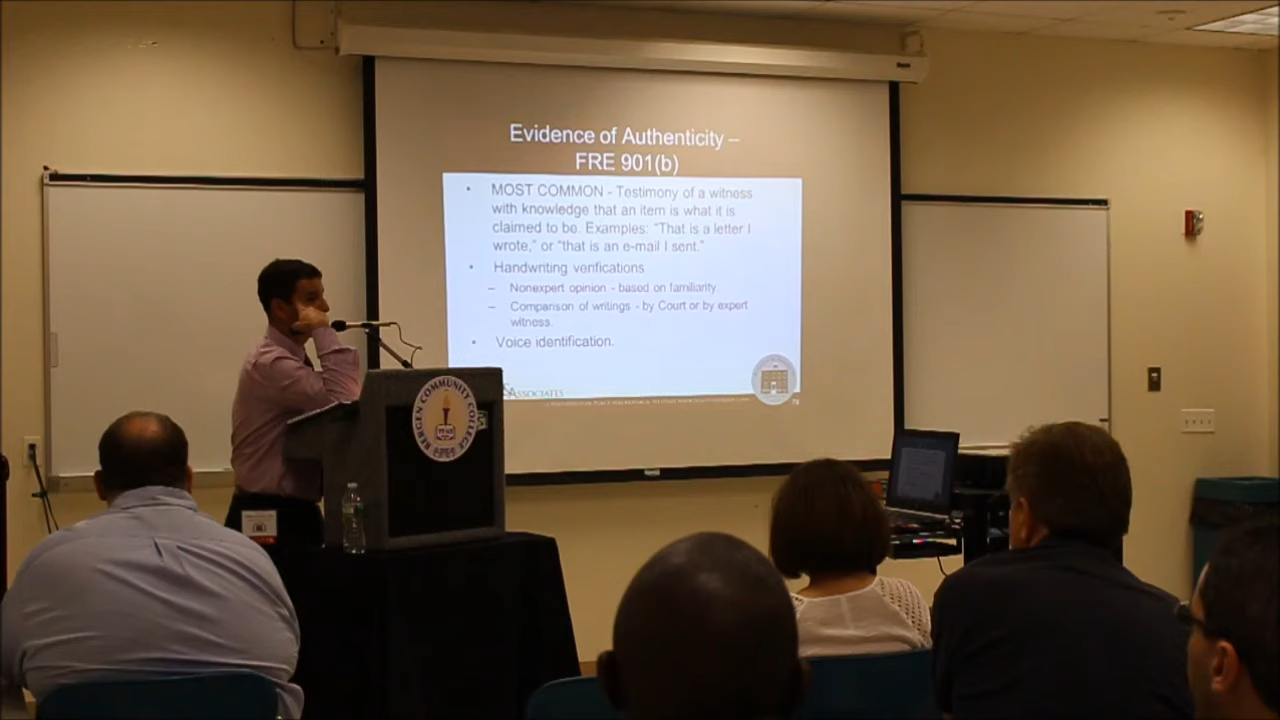 Evidence of Authenticity –
FRE 901(b)
• MOST COMMON - Testimony of a witness
with knowledge that an item is what it is
claimed to be. Examples: “That is a letter I
wrote,” or “that is an e-mail I sent.”
• Handwriting verifications
– Nonexpert opinion - based on familiarity.
– Comparison of writings - by Court or by expert
witness.
• Voice identification.
ASSOCIATES
BERGEN COMMUNITY COLLEGE